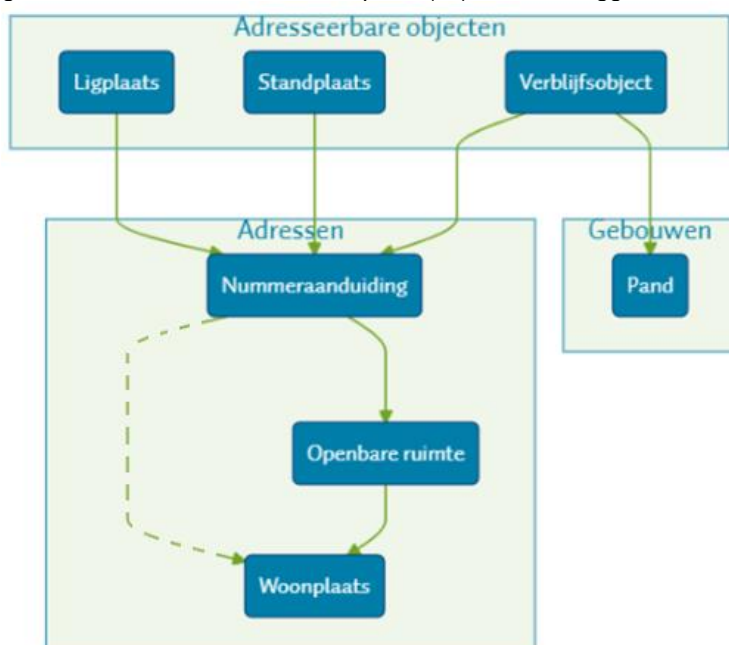 Adresseerbare objecten
Ligplaats
Standplaats
Verblijfsobject
Adressen
Gebouwen
Nummeraanduiding
Pand
Openbare ruimte
Woonplaats